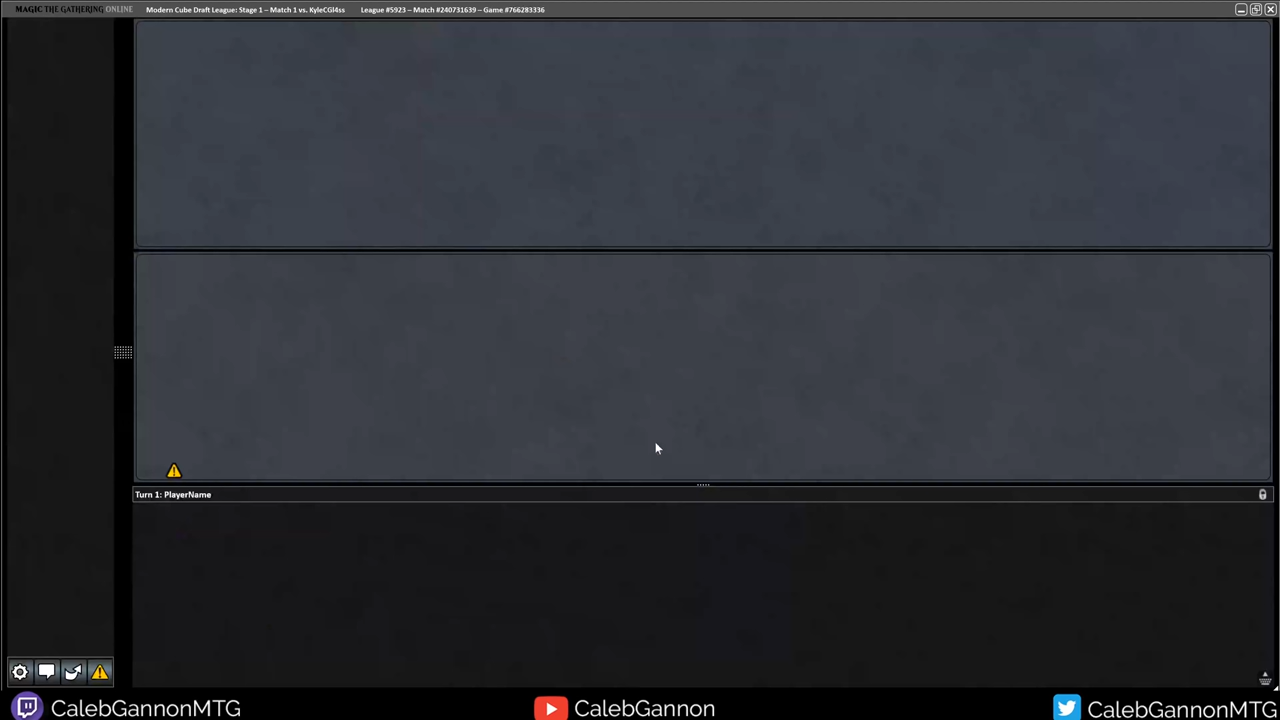 MAGIC THE GATHERING ONLINE Modern Cube Draft League: Stage 1 – Match 1 vs. KyleCGl4ss League #5923 – Match #240731639 – Game #766283336
Turn 1: PlayerName
CalebGannonMTG CalebGannon CalebGannonMTG